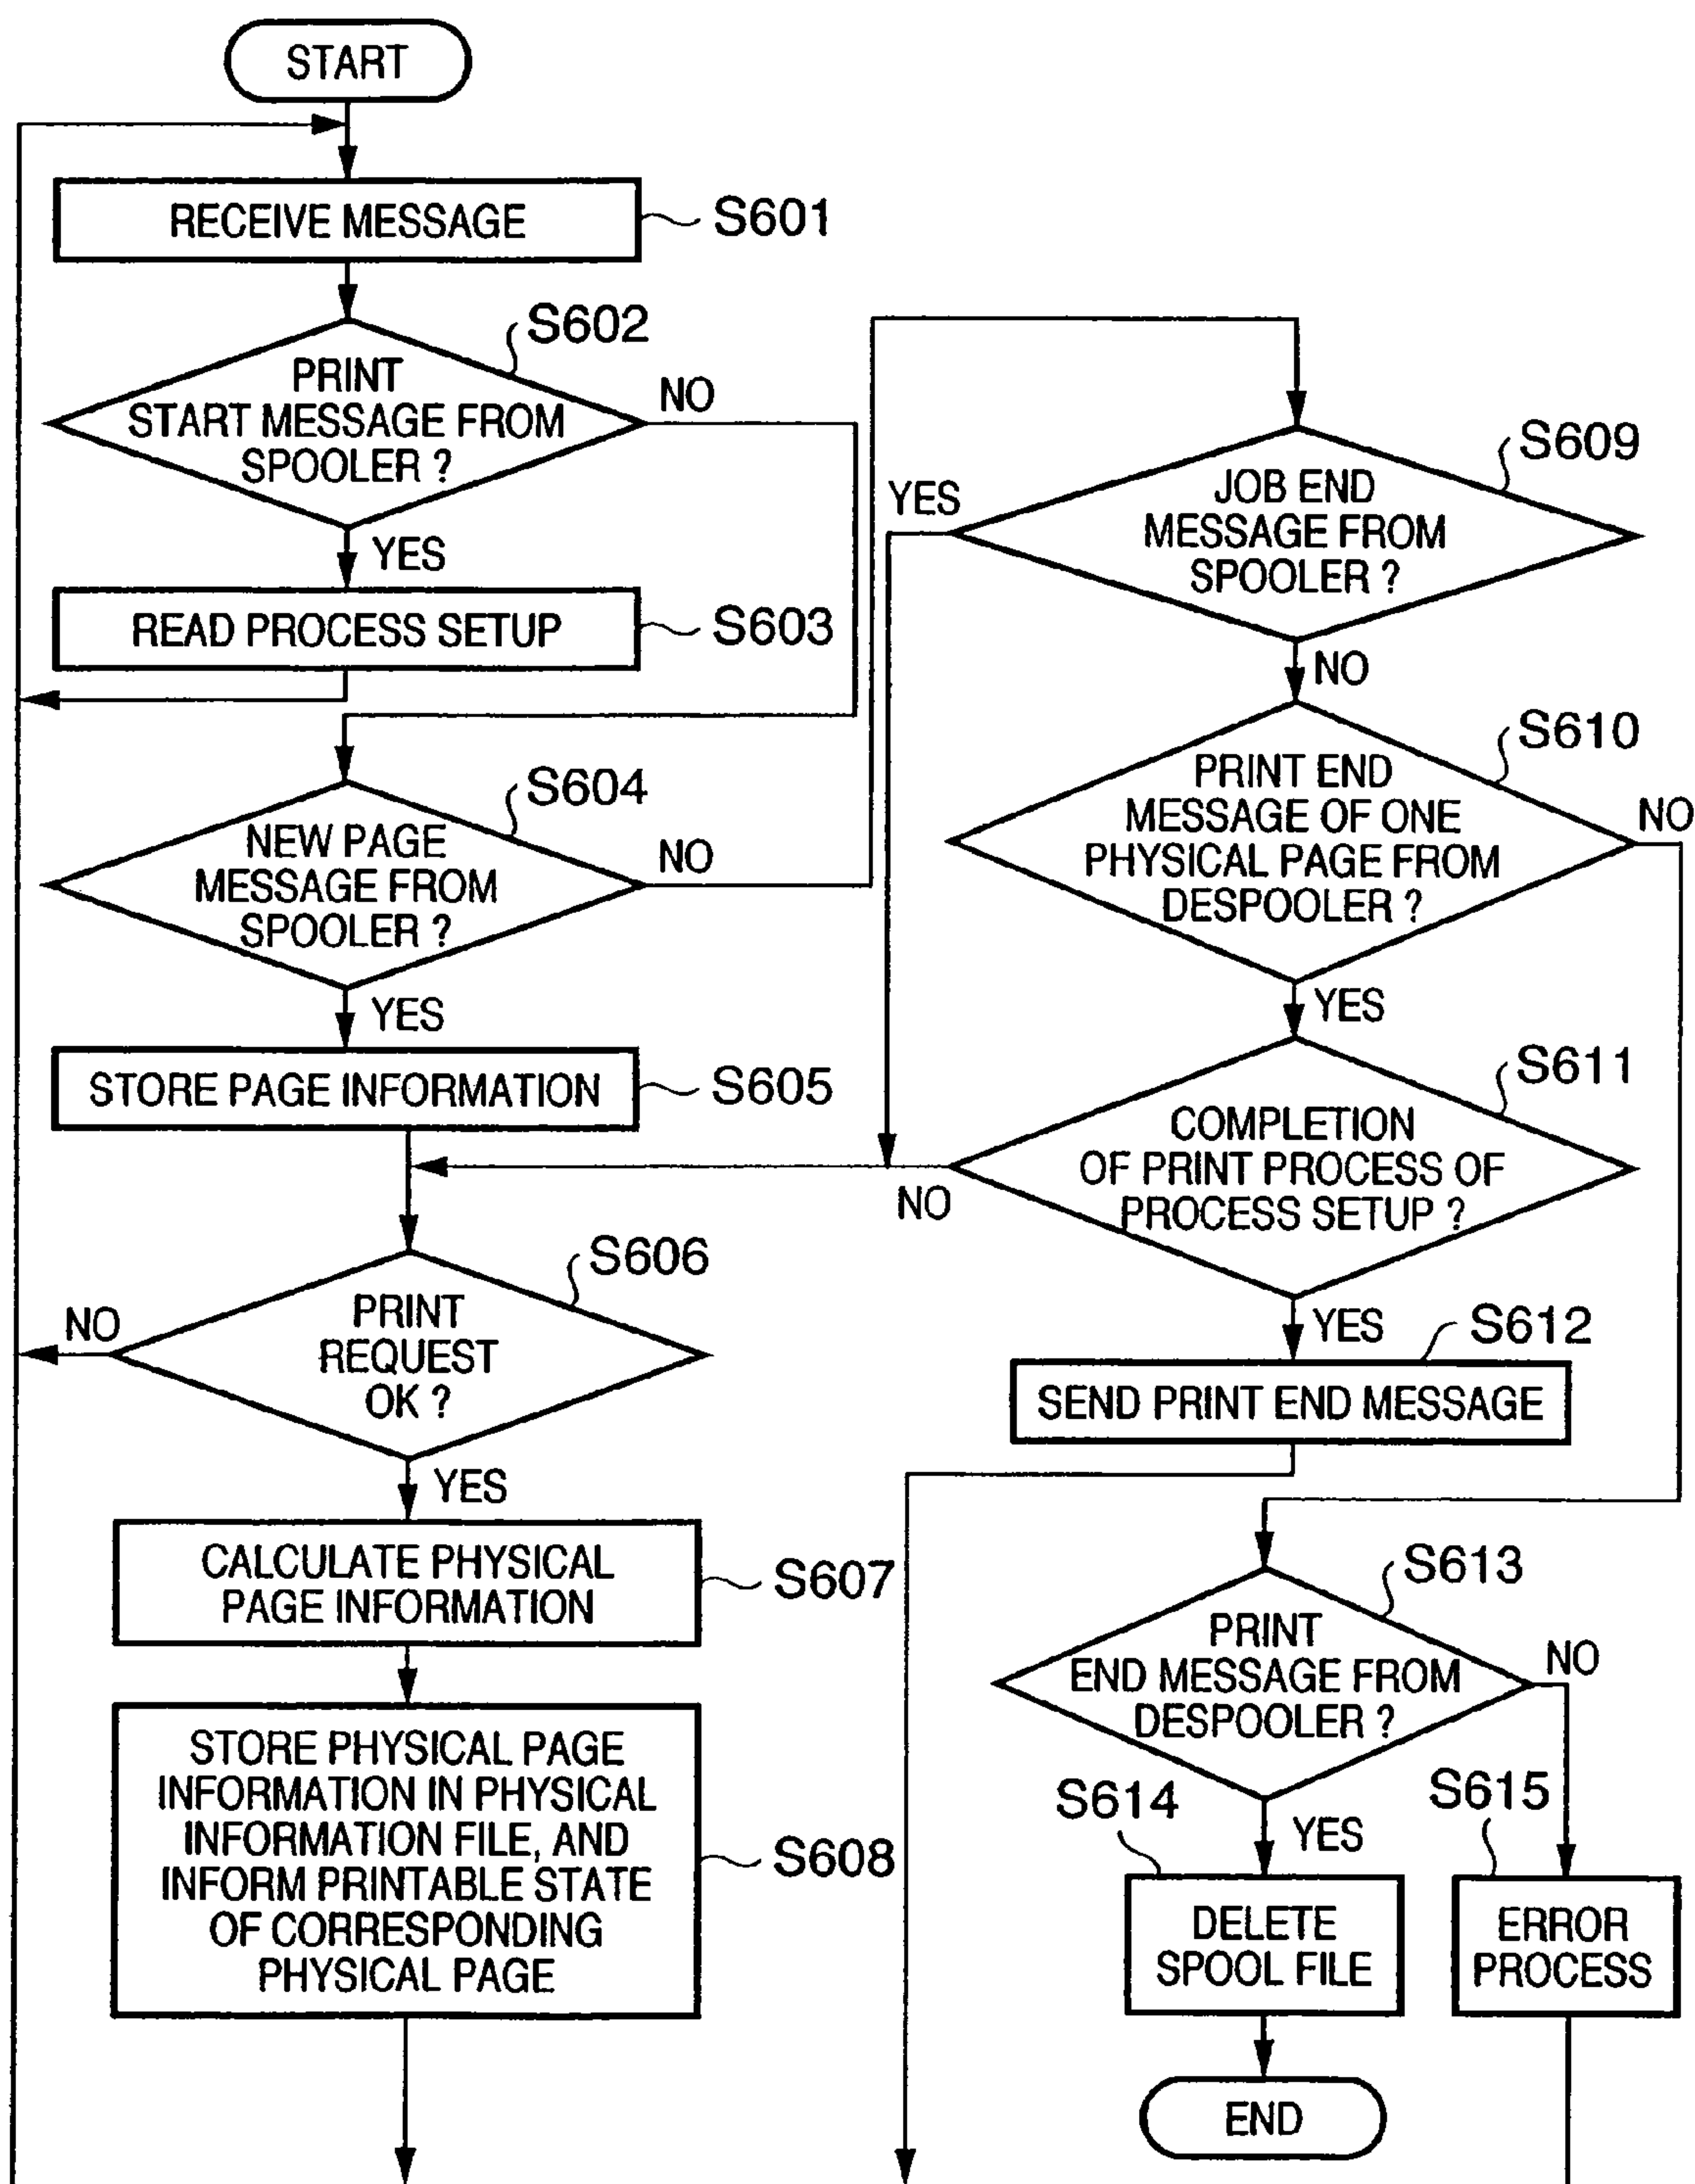 START
RECEIVE MESSAGE
S601
S602
PRINT
START MESSAGE FROM
SPOOLER ?
NO
YES
READ PROCESS SETUP
S603
S604
NEW PAGE
MESSAGE FROM
SPOOLER ?
NO
YES
STORE PAGE INFORMATION
S605
S606
PRINT
REQUEST
OK ?
NO
YES
CALCULATE PHYSICAL
PAGE INFORMATION
S607
STORE PHYSICAL PAGE
INFORMATION IN PHYSICAL
INFORMATION FILE, AND
INFORM PRINTABLE STATE
OF CORRESPONDING
PHYSICAL PAGE
S608
S609
JOB END
MESSAGE FROM
SPOOLER ?
YES
NO
S610
PRINT END
MESSAGE OF ONE
PHYSICAL PAGE FROM
DESPOOLER ?
NO
YES
S611
COMPLETION
OF PRINT PROCESS OF
PROCESS SETUP ?
NO
YES
S612
SEND PRINT END MESSAGE
S613
PRINT
END MESSAGE FROM
DESPOOLER ?
NO
YES
S614
DELETE
SPOOL FILE
S615
ERROR
PROCESS
END